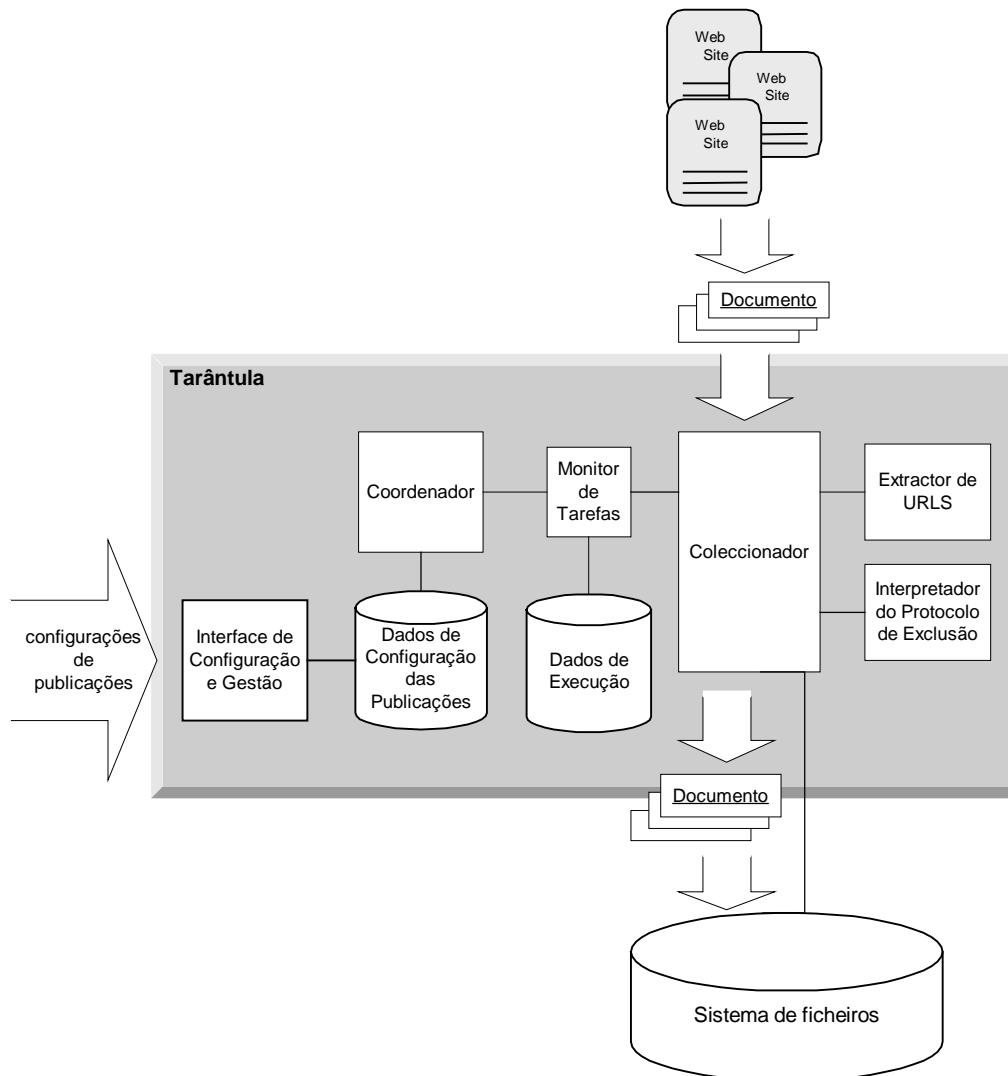 Web
Site
Web
Site
Web
Site
Documento
Tarântula
Coordenador
Monitor
de
Tarefas
Coleccionador
Extractor de
URLS
Interpretador
do Protocolo
de Exclusão
configurações
de
publicações
Interface de
Configuração
e Gestão
Dados de
Configuração
das
Publicações
Dados de
Execução
Documento
Sistema de ficheiros